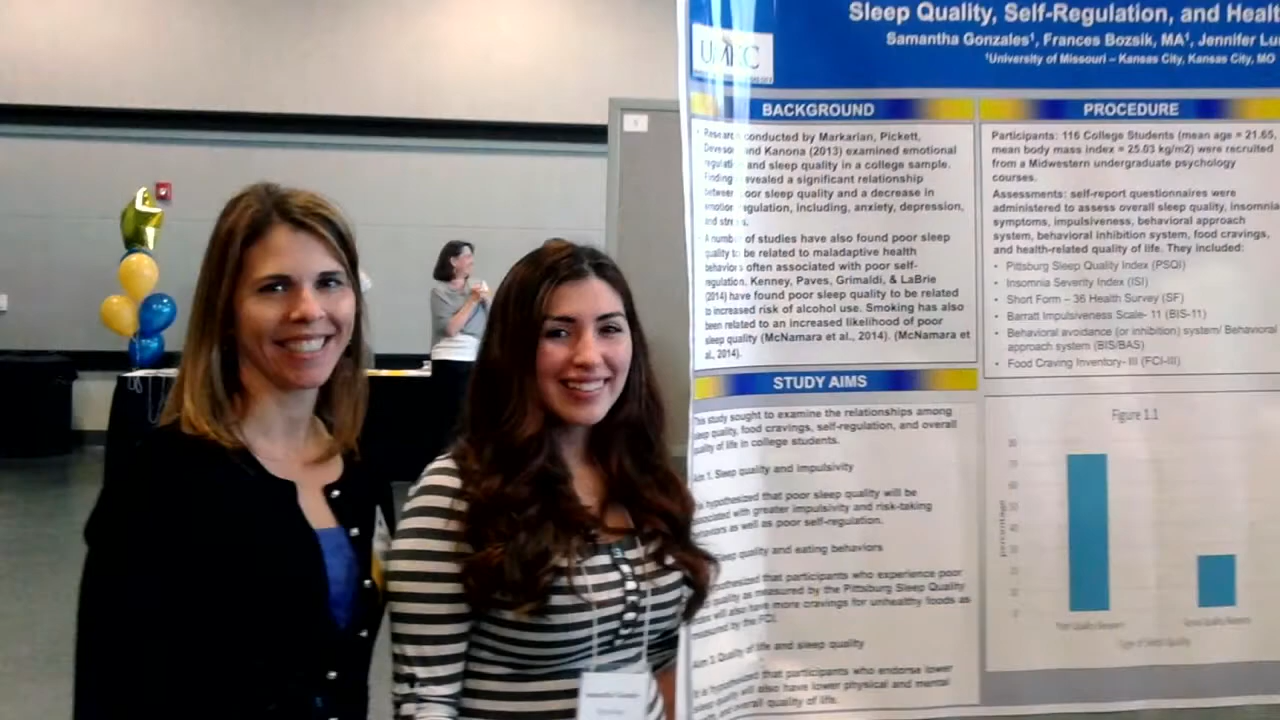 Sleep Quality, Self-Regulation, and Healt
Samantha Gonzales¹, Frances Bozsik, MA¹, Jennifer Lu
¹University of Missouri – Kansas City, Kansas City, MO
UMKC
BACKGROUND
Research conducted by Markarian, Pickett,
and Kanona (2013) examined emotional
and sleep quality in a college sample.
evealed a significant relationship
oor sleep quality and a decrease in
egulation, including, anxiety, depression,
and
A number of studies have also found poor sleep
quality to be related to maladaptive health
behaviors often associated with poor self-
regulation. Kenney, Paves, Grimaldi, & LaBrie
(2014) have found poor sleep quality to be related
to increased risk of alcohol use. Smoking has also
been related to an increased likelihood of poor
sleep quality (McNamara et al., 2014). (McNamara et
al., 2014).
STUDY AIMS
This study sought to examine the relationships among
sleep quality, food cravings, self-regulation, and overall
quality of life in college students.
Aim 1. Sleep quality and impulsivity
hypothesized that poor sleep quality will be
associated with greater impulsivity and risk-taking
behaviors as well as poor self-regulation.
Sleep quality and eating behaviors
hypothesized that participants who experience poor
quality as measured by the Pittsburg Sleep Quality
Index will also have more cravings for unhealthy foods as
measured by the FCI.
Aim 3. Quality of life and sleep quality
It is hypothesized that participants who endorse lower
quality will also have lower physical and mental
and overall quality of life.
PROCEDURE
Participants: 116 College Students (mean age = 21.65,
mean body mass index = 25.03 kg/m2) were recruited
from a Midwestern undergraduate psychology
courses.
Assessments: self-report questionnaires were
administered to assess overall sleep quality, insomnia
symptoms, impulsiveness, behavioral approach
system, behavioral inhibition system, food cravings,
and health-related quality of life. They included:
• Pittsburg Sleep Quality Index (PSQI)
• Insomnia Severity Index (ISI)
• Short Form – 36 Health Survey (SF)
• Barratt Impulsiveness Scale- 11 (BIS-11)
• Behavioral avoidance (or inhibition) system/ Behavioral
approach system (BIS/BAS)
• Food Craving Inventory- III (FCI-III)
Figure 1.1
percentage